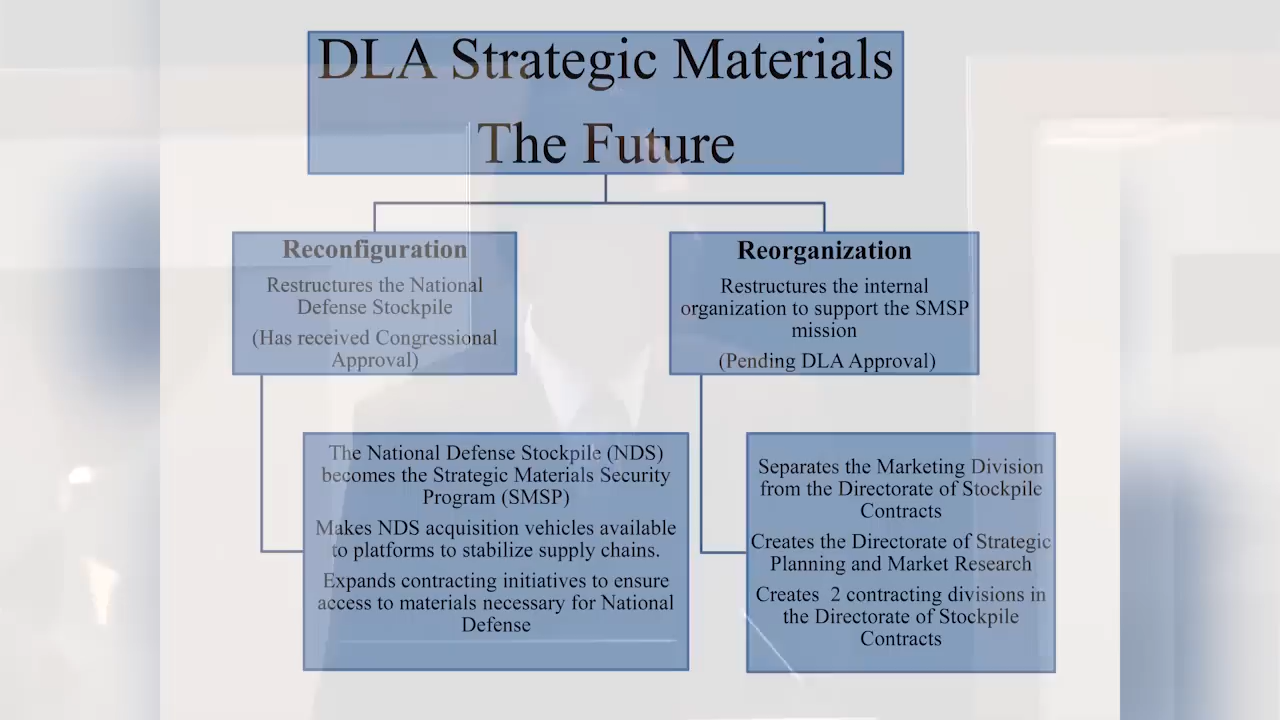 DLA Strategic Materials
The Future
Reconfiguration
Restructures the National
Defense Stockpile
(Has received Congressional
Approval)
Reorganization
Restructures the internal
organization to support the SMSP
mission
(Pending DLA Approval)
The National Defense Stockpile (NDS)
becomes the Strategic Materials Security
Program (SMSP)
Makes NDS acquisition vehicles available
to platforms to stabilize supply chains.
Expands contracting initiatives to ensure
access to materials necessary for National
Defense
Separates the Marketing Division
from the Directorate of Stockpile
Contracts
Creates the Directorate of Strategic
Planning and Market Research
Creates  2 contracting divisions in
the Directorate of Stockpile
Contracts